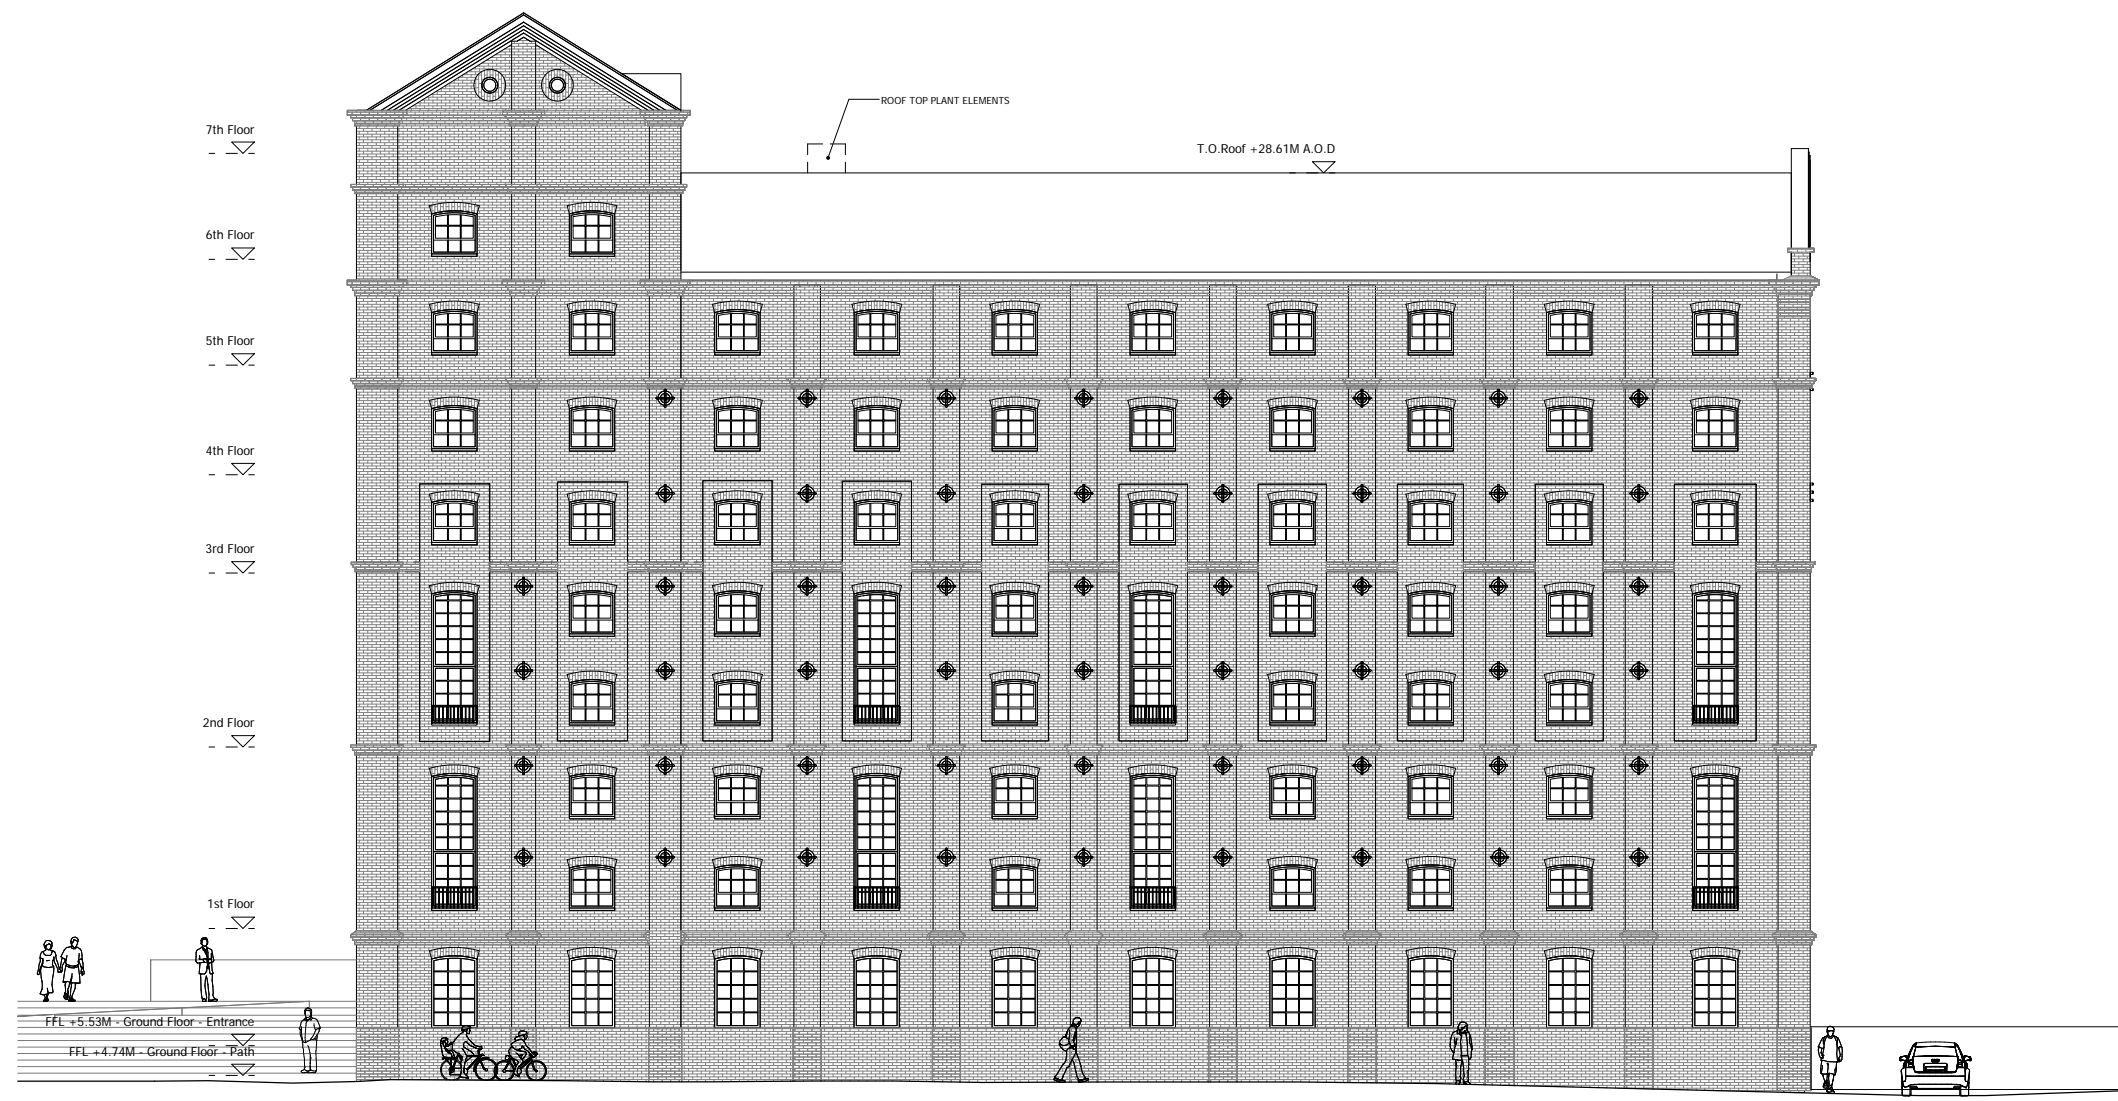 ROOF TOP PLANT ELEMENTS
7th Floor
T.O.Roof +28.61M A.O.D
6th Floor
5th Floor
4th Floor
3rd Floor
2nd Floor
1st Floor
FFL +5.53M - Ground Floor - Entrance
FFL +4.74M - Ground Floor - Path